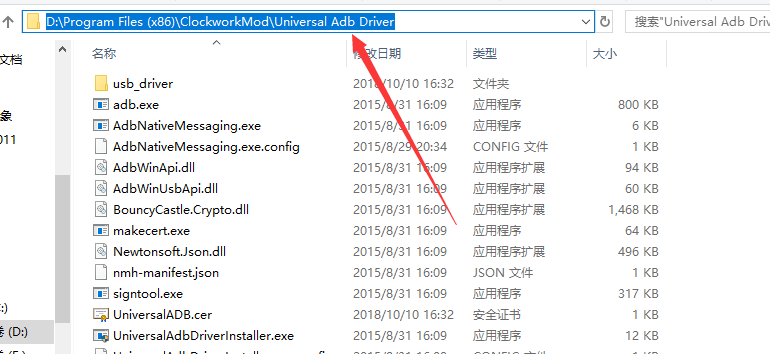 D:\Program Files (x86)\ClockworkMod\Universal Adb Driver 搜索"Universal Adb Driv
名称 修改日期 类型 大小
文档
usb_driver 2018/10/10 16:32 文件夹
adb.exe 2015/8/31 16:09 应用程序 800 KB
象
AdbNativeMessaging.exe 2015/8/31 16:09 应用程序 6 KB
011
AdbNativeMessaging.exe.config 2015/8/29 20:34 CONFIG 文件 1 KB
AdbWinApi.dll 2015/8/31 16:09 应用程序扩展 94 KB
AdbWinUsbApi.dll 2015/8/31 16:09 应用程序扩展 60 KB
BouncyCastle.Crypto.dll 2015/8/31 16:09 应用程序扩展 1,468 KB
makecert.exe 2015/8/31 16:09 应用程序 64 KB
Newtonsoft.Json.dll 2015/8/31 16:09 应用程序扩展 496 KB
nmh-manifest.json 2015/8/31 16:09 JSON 文件 1 KB
signtool.exe 2015/8/31 16:09 应用程序 317 KB
:)
UniversalADB.cer 2018/10/10 16:32 安全证书 1 KB
卷 (D:)
UniversalAdbDriverInstaller.exe 2015/8/31 16:09 应用程序 12 KB